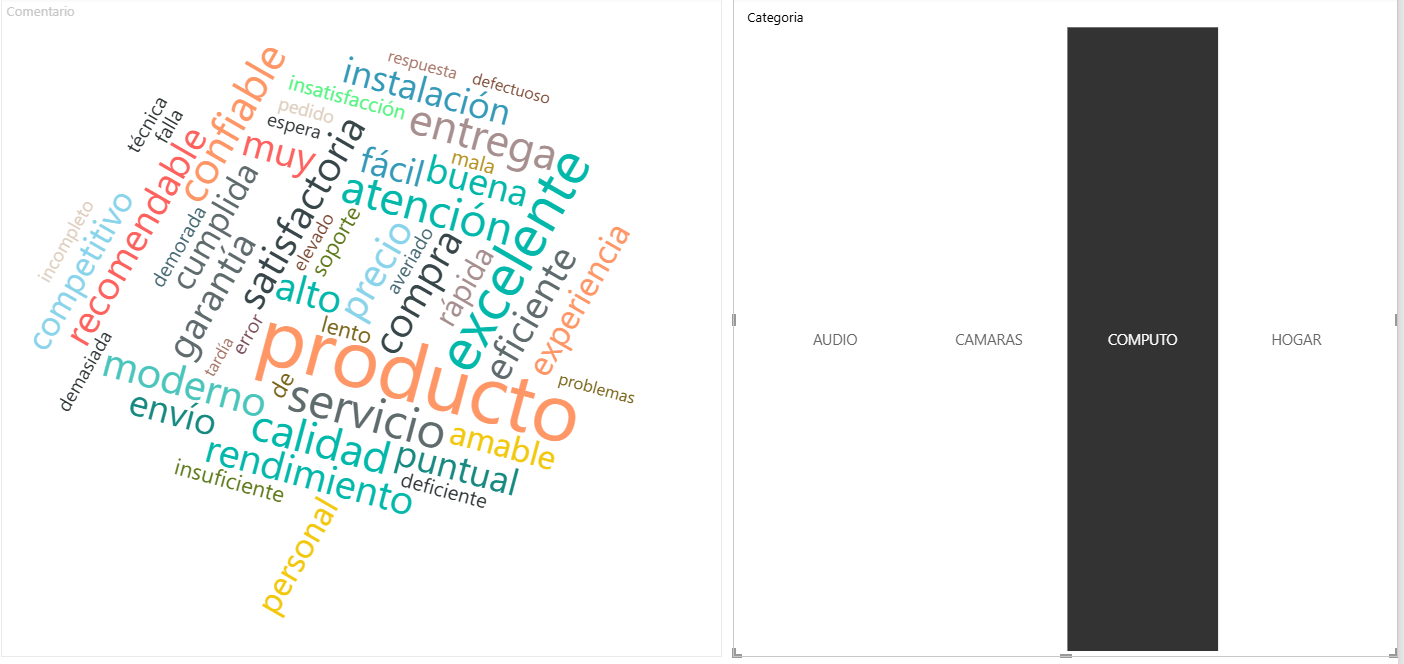 Comentario
respuesta
defectuoso
instalación
insatisfacción
pedido
espera
entrega
confiable
técnica
falla
muy
recomendable
satisfactoria
fácil
mala
buena
atención
excelente
cumplida
demorada
competitivo
incompleto
garantía
elevado
soporte
precio
averiado
compra
rápida
eficiente
experiencia
alto
lento
error
tardía
producto
demasiada
moderno
de
servicio
problemas
envío
calidad
amable
rendimiento
puntual
insuficiente
deficiente
personal
Categoria
AUDIO
CAMARAS
COMPUTO
HOGAR